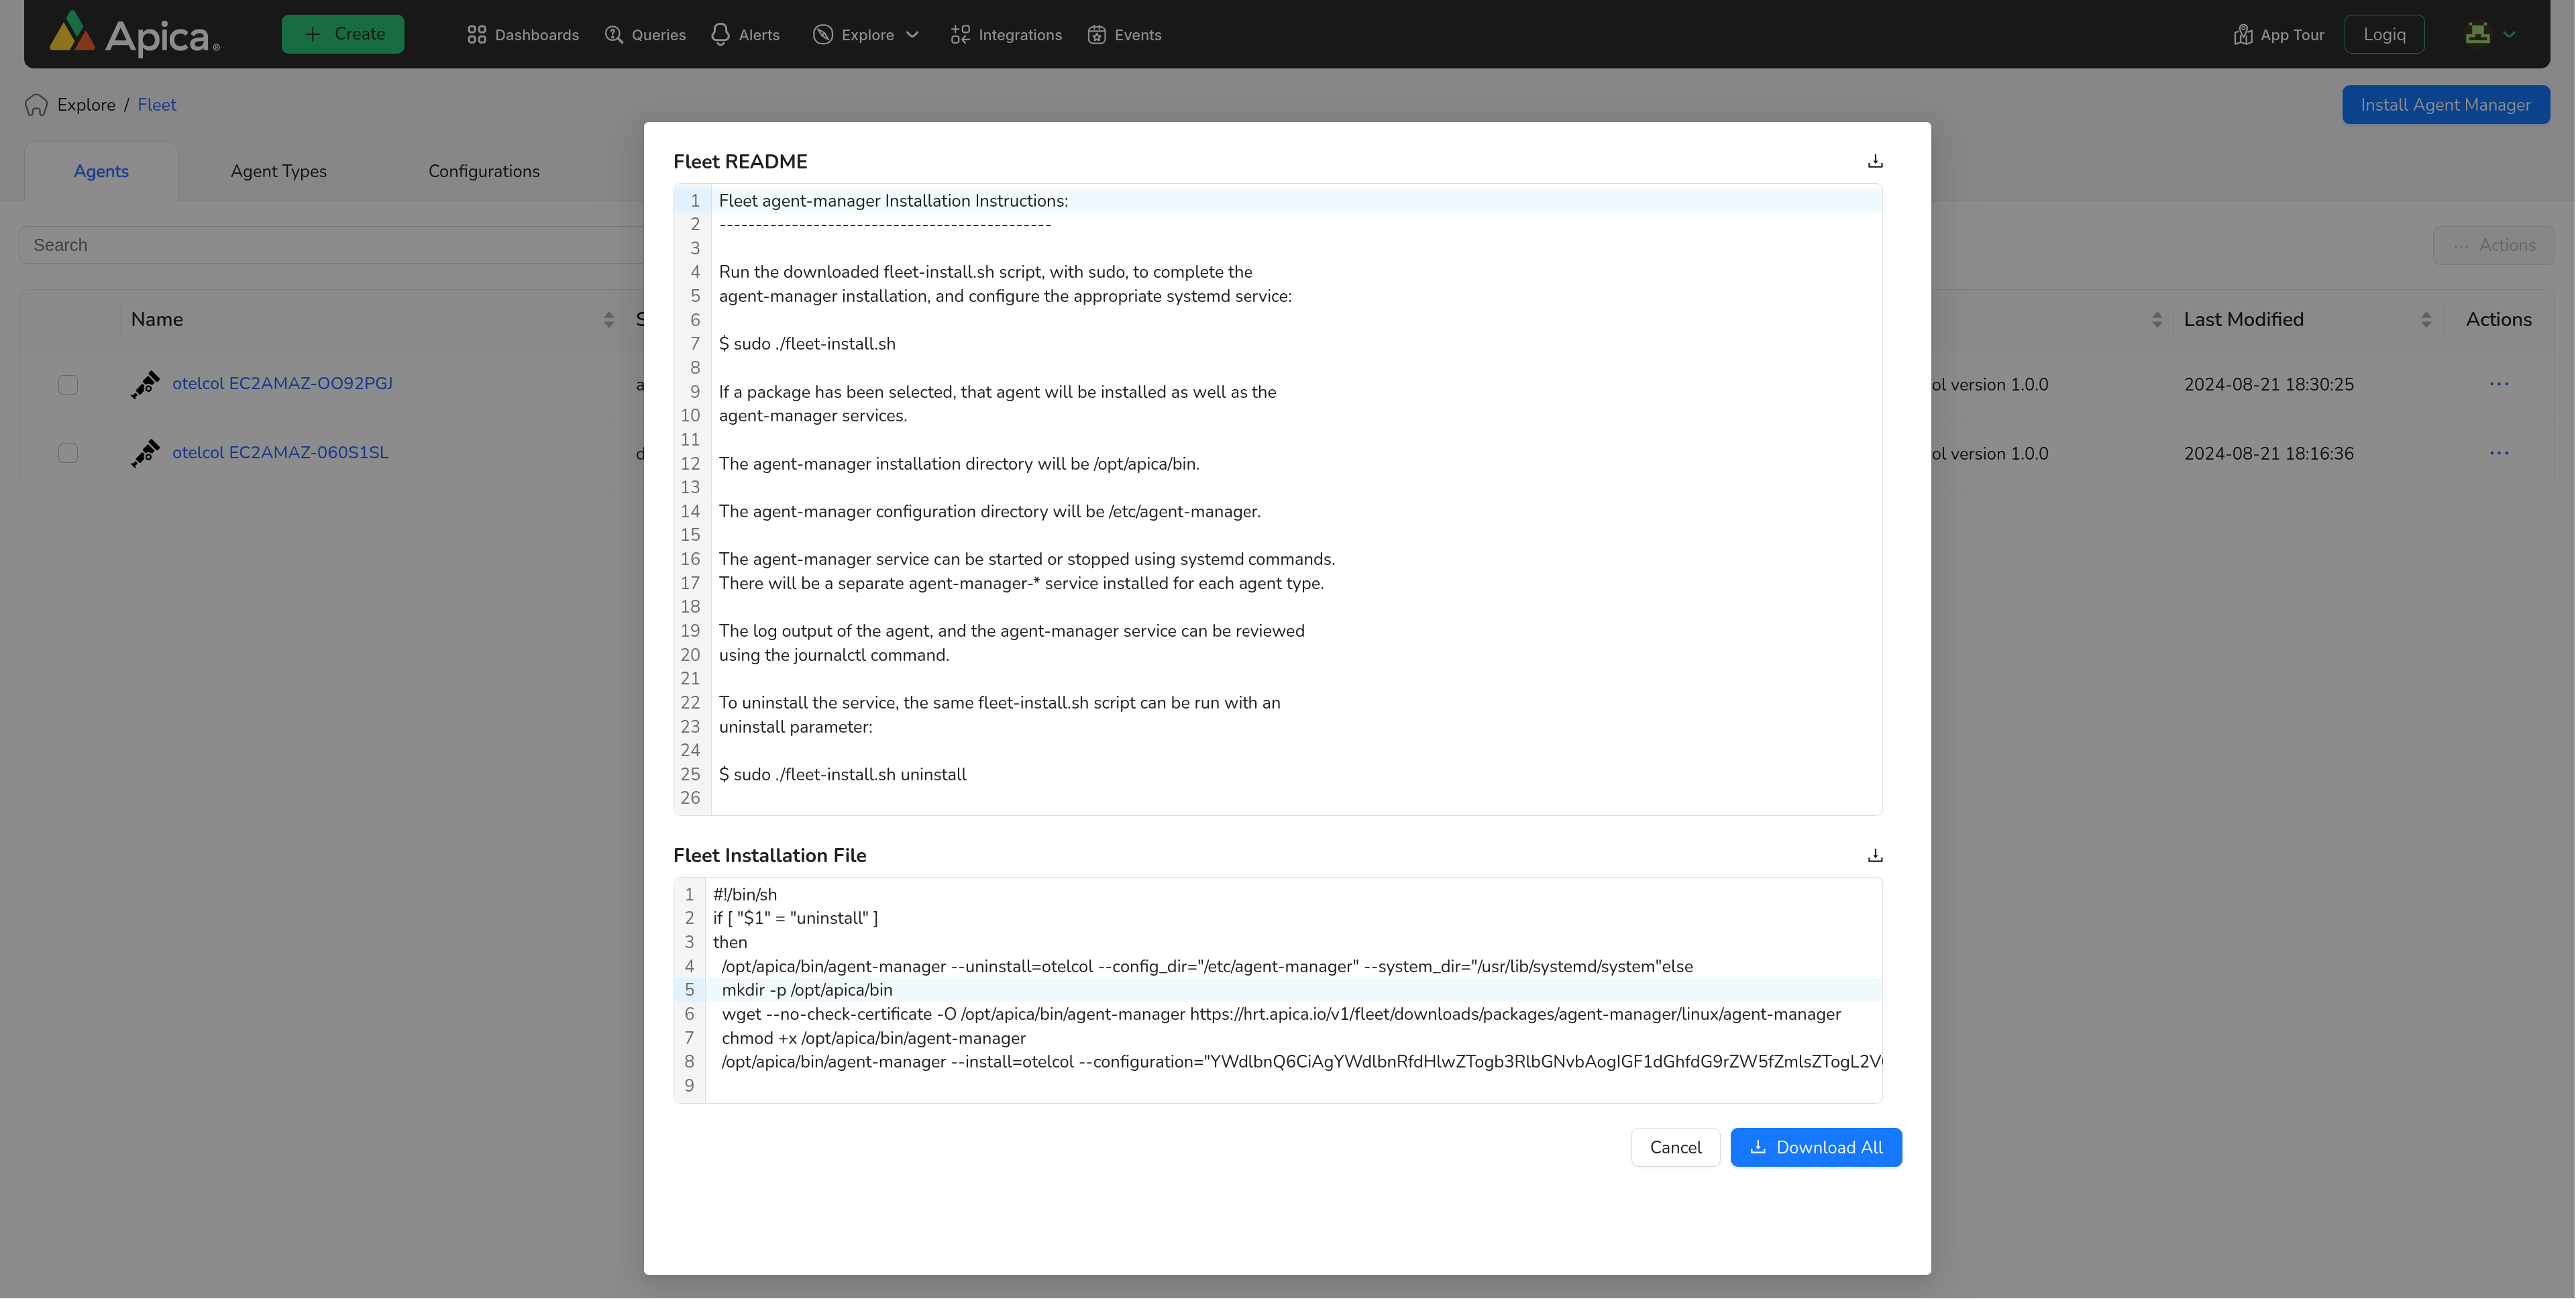 Apica®
+ Create
Dashboards
Queries
Alerts
Explore
Integrations
Events
App Tour
Logiq
Explore / Fleet
Install Agent Manager
Agents
Agent Types
Configurations
Search
··· Actions
Name
S
Last Modified
Actions
otelcol EC2AMAZ-OO92PGJ
a
ol version 1.0.0
2024-08-21 18:30:25
otelcol EC2AMAZ-060S1SL
d
ol version 1.0.0
2024-08-21 18:16:36
Fleet README
1 Fleet agent-manager Installation Instructions:
2 ----------------------------------------------
3
4 Run the downloaded fleet-install.sh script, with sudo, to complete the
5 agent-manager installation, and configure the appropriate systemd service:
6
7 $ sudo ./fleet-install.sh
8
9 If a package has been selected, that agent will be installed as well as the
10 agent-manager services.
11
12 The agent-manager installation directory will be /opt/apica/bin.
13
14 The agent-manager configuration directory will be /etc/agent-manager.
15
16 The agent-manager service can be started or stopped using systemd commands.
17 There will be a separate agent-manager-* service installed for each agent type.
18
19 The log output of the agent, and the agent-manager service can be reviewed
20 using the journalctl command.
21
22 To uninstall the service, the same fleet-install.sh script can be run with an
23 uninstall parameter:
24
25 $ sudo ./fleet-install.sh uninstall
26
Fleet Installation File
1 #!/bin/sh
2 if [ "$1" = "uninstall" ]
3 then
4 /opt/apica/bin/agent-manager --uninstall=otelcol --config_dir="/etc/agent-manager" --system_dir="/usr/lib/systemd/system"else
5 mkdir -p /opt/apica/bin
6 wget --no-check-certificate -O /opt/apica/bin/agent-manager https://hrt.apica.io/v1/fleet/downloads/packages/agent-manager/linux/agent-manager
7 chmod +x /opt/apica/bin/agent-manager
8 /opt/apica/bin/agent-manager --install=otelcol --configuration="YWdlbnQ6CiAgYWdlbnRfdHlwZTogb3RlbGNvbAogIGF1dGhfdG9rZW5fZmlsZTogL2V
9
Cancel
Download All